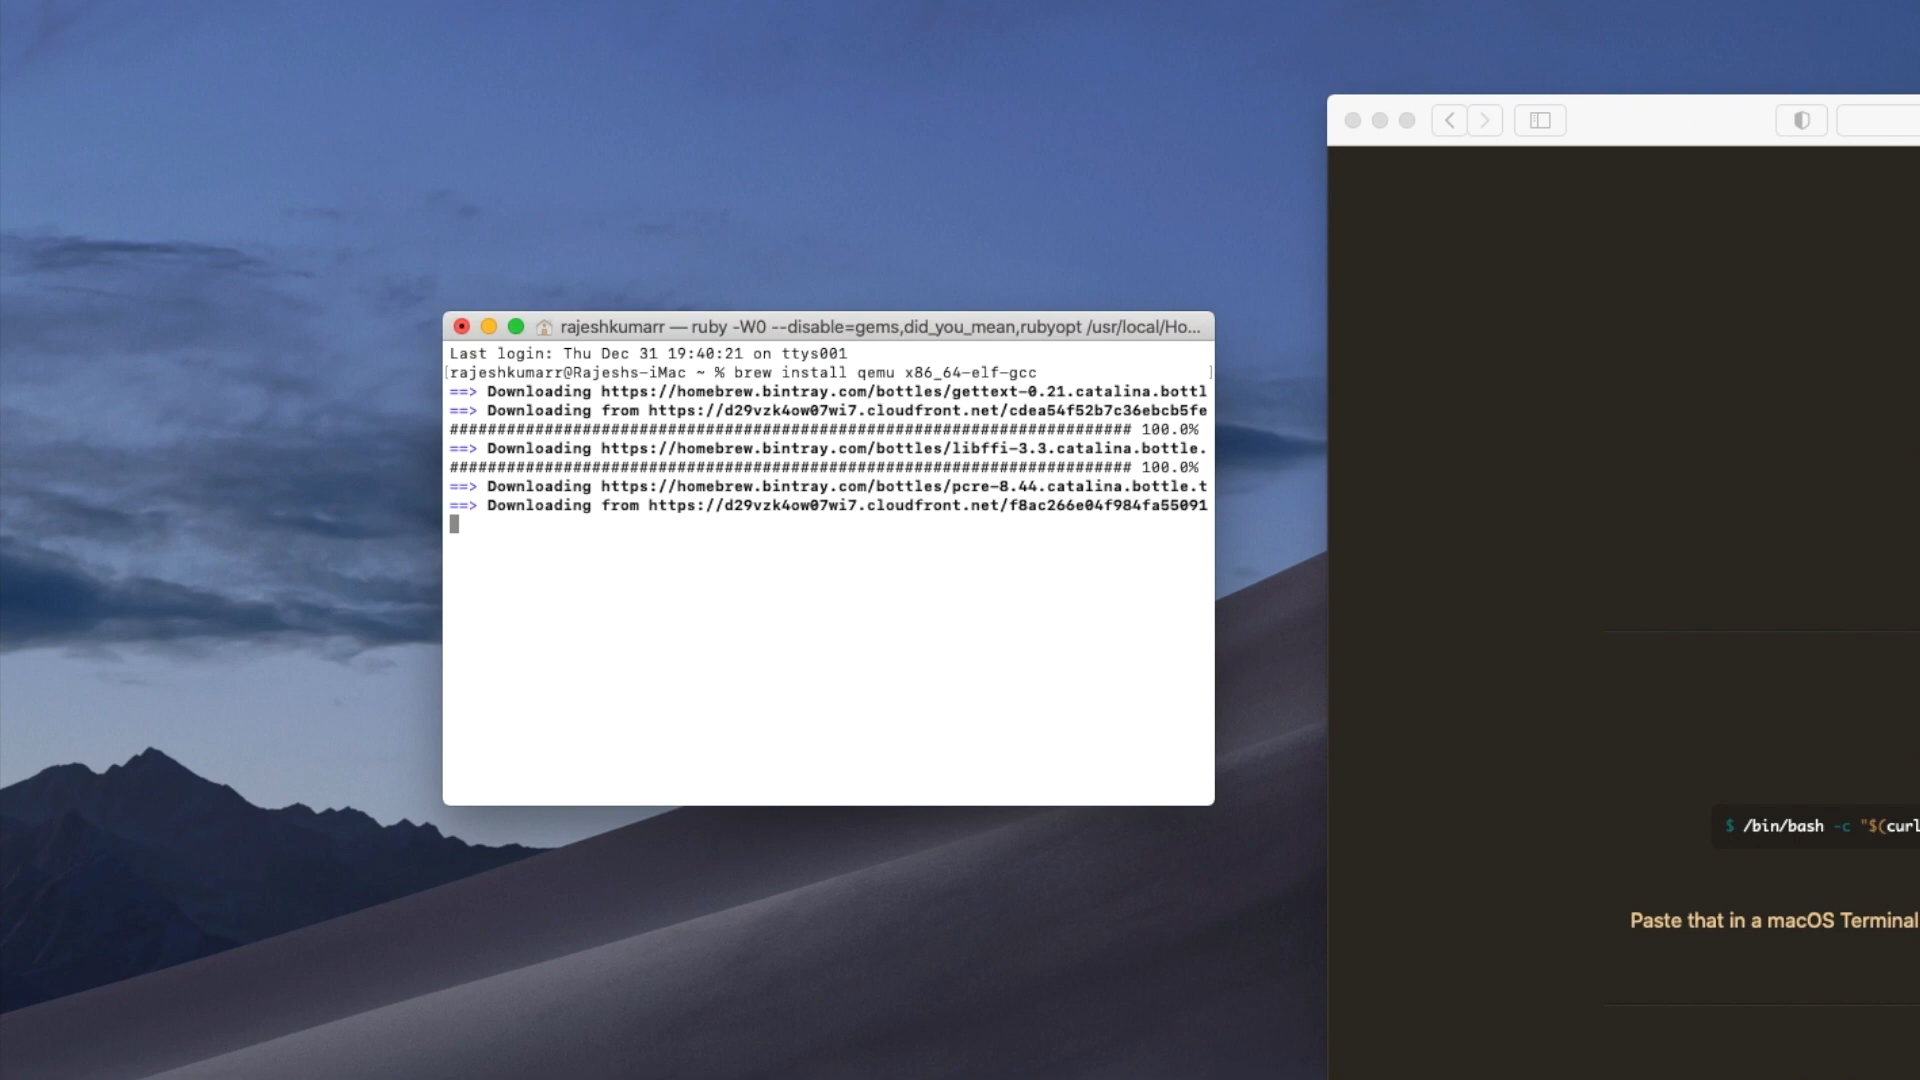 rajeshkumarr — ruby -W0 --disable=gems,did_you_mean,rubyopt /usr/local/Ho...
Last login: Thu Dec 31 19:40:21 on ttys001
[rajeshkumarr@Rajeshs-iMac ~ % brew install qemu x86_64-elf-gcc ]
==> Downloading https://homebrew.bintray.com/bottles/gettext-0.21.catalina.bottl
==> Downloading from https://d29vzk4ow07wi7.cloudfront.net/cdea54f52b7c36ebcb5fe
######################################################################## 100.0%
==> Downloading https://homebrew.bintray.com/bottles/libffi-3.3.catalina.bottle.
######################################################################## 100.0%
==> Downloading https://homebrew.bintray.com/bottles/pcre-8.44.catalina.bottle.t
==> Downloading from https://d29vzk4ow07wi7.cloudfront.net/f8ac266e04f984fa55091
$ /bin/bash -c "$(curl
Paste that in a macOS Terminal